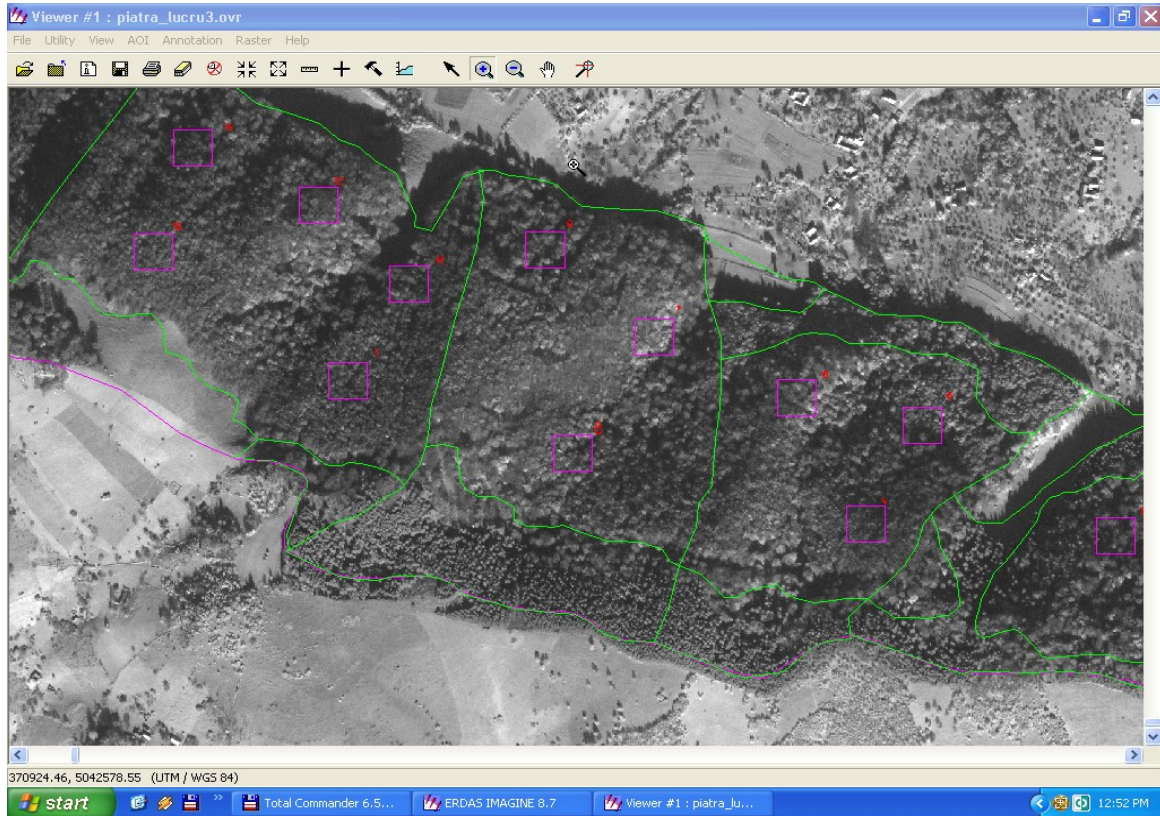 Viewer #1 : piatra_lucru3.ovr
File Utility View AOI Annotation Raster Help
7
370924.46, 5042578.55 (UTM / WGS 84)
start
Total Commander 6.5...
ERDAS IMAGINE 8.7
Viewer #1 : piatra_lu...
12:52 PM